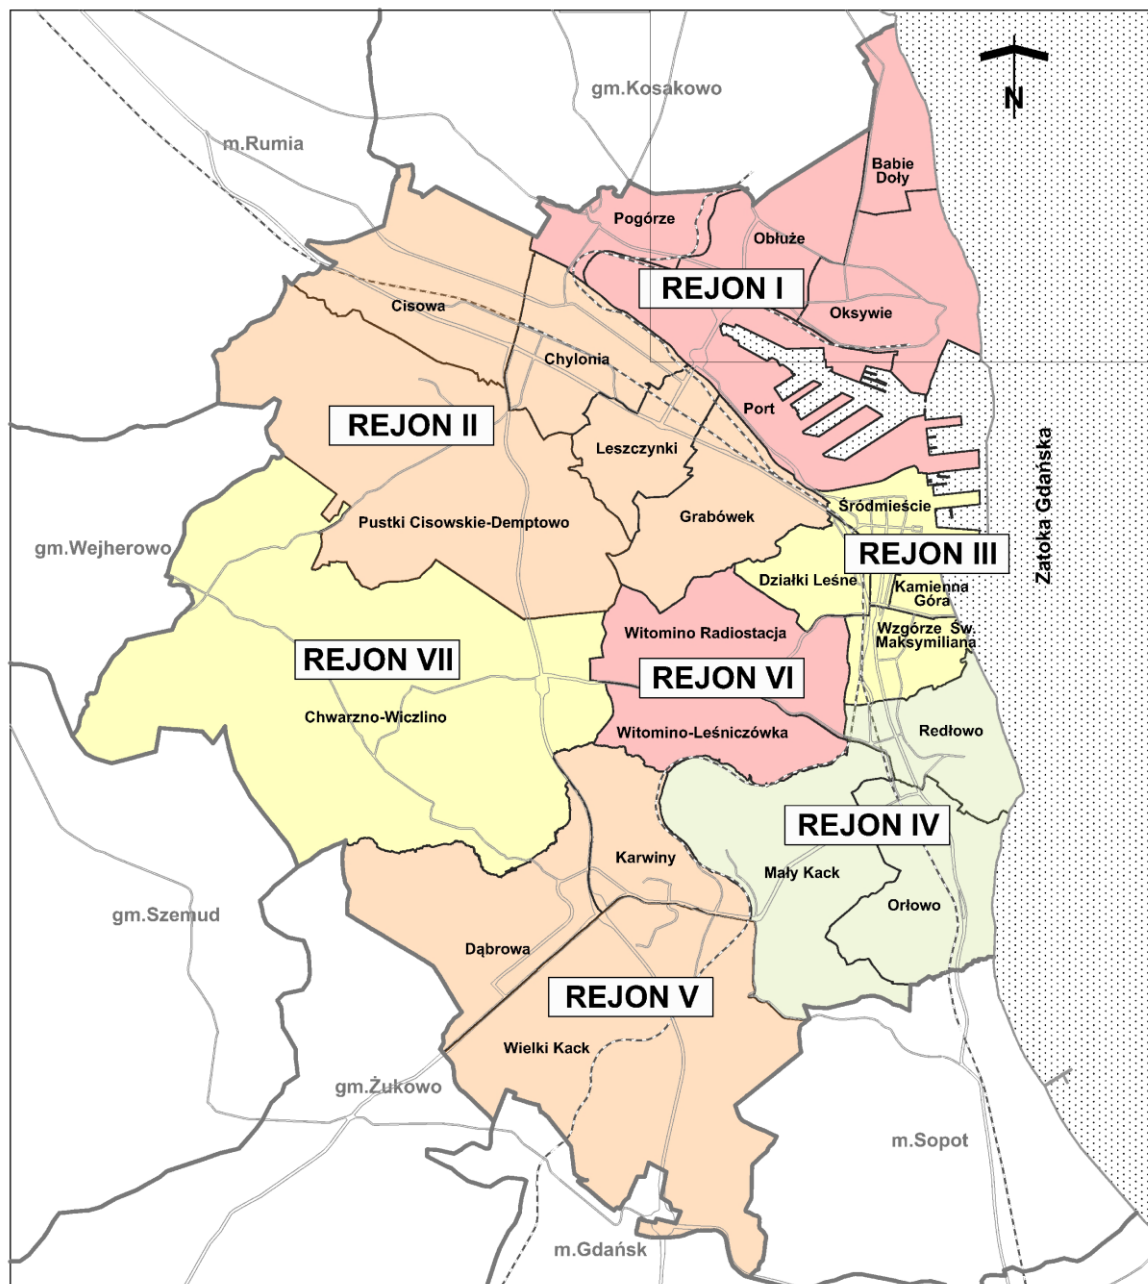 gm.Kosakowo
N
m.Rumia
Babie
Doły
Pogórze
Obłuże
REJON I
Cisowa
Oksywie
Chylonia
Port
REJON II
Leszczynki
Zatoka Gdańska
Śródmieście
Grabówek
Pustki Cisowskie-Demptowo
gm.Wejherowo
REJON III
Działki Leśne
Kamienna
Góra
Witomino Radiostacja
Wzgórze Św.
Maksymiliana
REJON VII
REJON VI
Chwarzno-Wiczlino
Witomino-Leśniczówka
Redłowo
REJON IV
Karwiny
Mały Kack
Orłowo
gm.Szemud
Dąbrowa
REJON V
Wielki Kack
gm.Żukowo
m.Sopot
m.Gdańsk